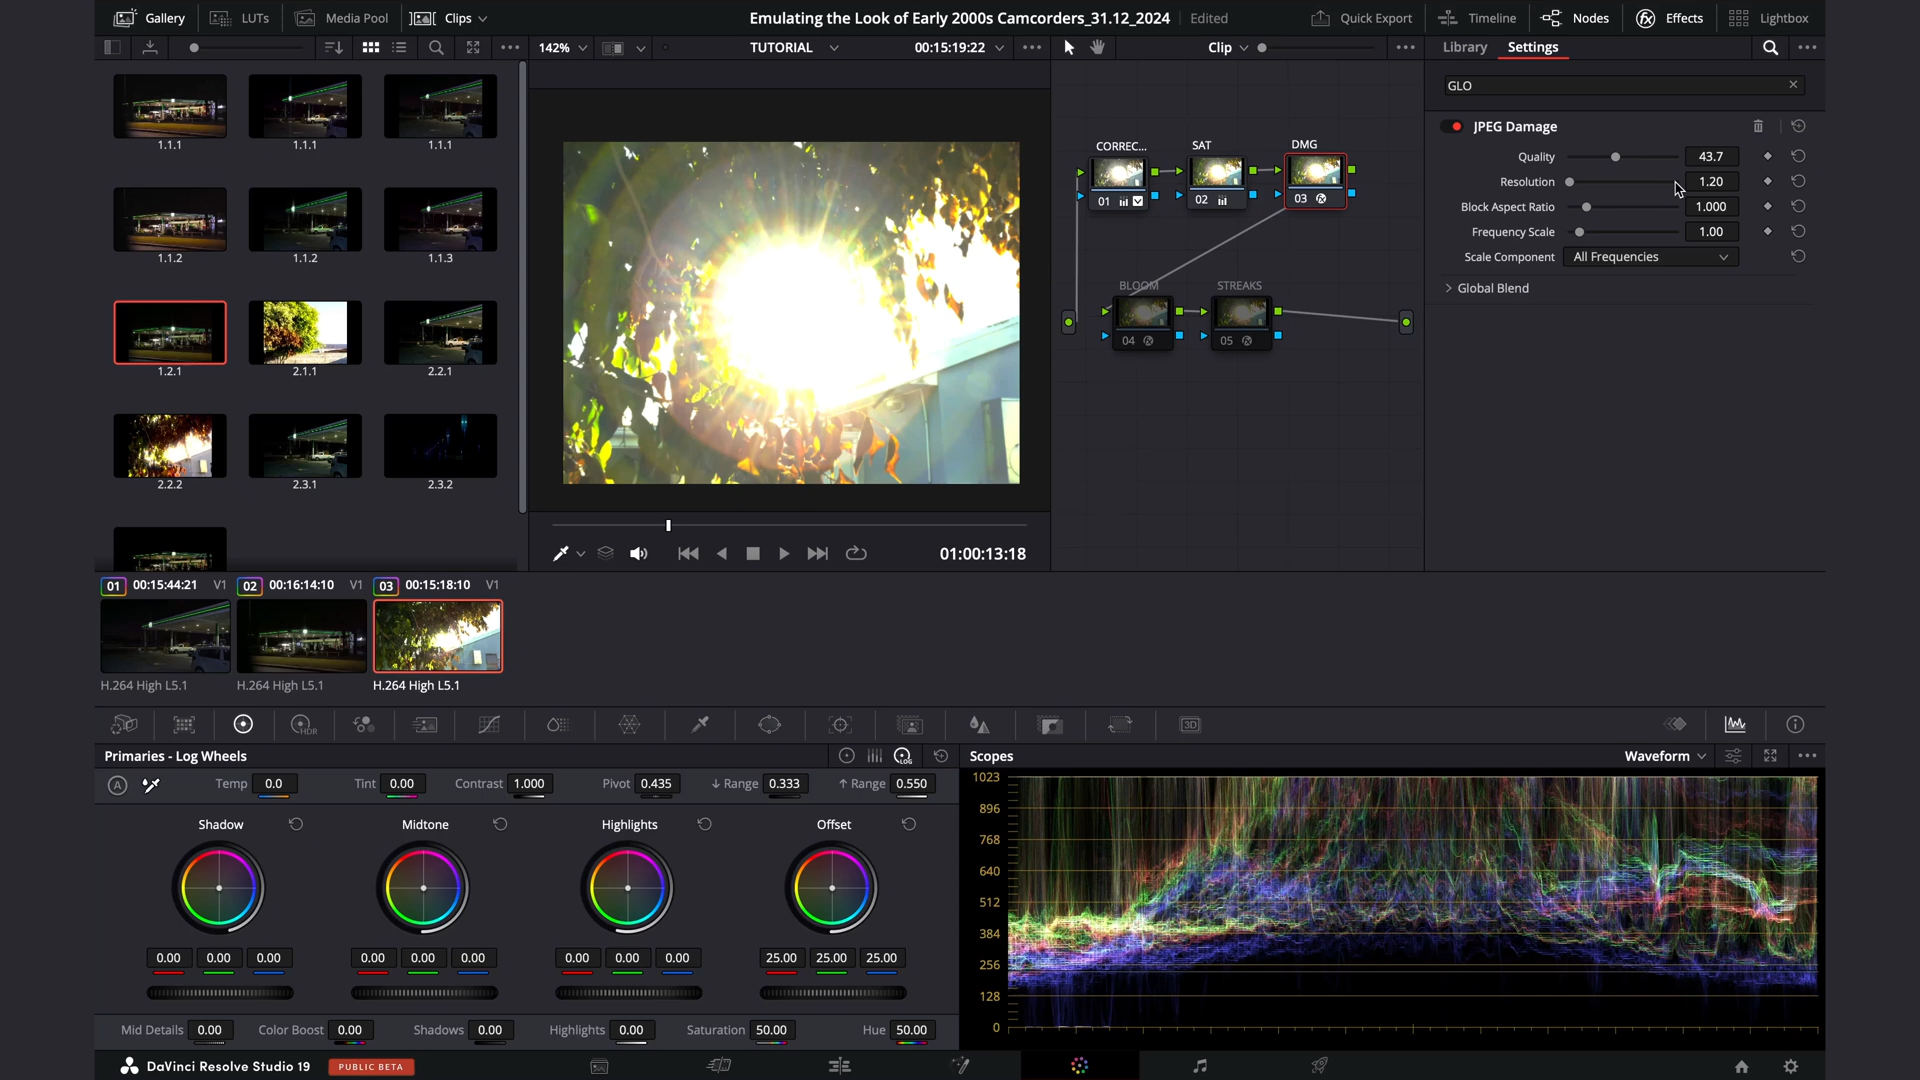 Gallery LUTs Media Pool Clips Emulating the Look of Early 2000s Camcorders_31.12_2024 Edited Quick Export Timeline Nodes Effects Lightbox
142% TUTORIAL 00:15:19:22 Clip Library Settings
GLO
1.1.1 1.1.1 1.1.1
1.1.2 1.1.2 1.1.3
1.2.1 2.1.1 2.2.1
2.2.2 2.3.1 2.3.2
CORREC... SAT DMG
01 02 03
BLOOM STREAKS
04 05
JPEG Damage
Quality 43.7
Resolution 1.20
Block Aspect Ratio 1.000
Frequency Scale 1.00
Scale Component All Frequencies
Global Blend
01:00:13:18
01 00:15:44:21 V1 02 00:16:14:10 V1 03 00:15:18:10 V1
H.264 High L5.1 H.264 High L5.1 H.264 High L5.1
HDR 3D
Primaries - Log Wheels LOG
A Temp 0.0 Tint 0.00 Contrast 1.000 Pivot 0.435 ↓ Range 0.333 ↑ Range 0.550
Shadow Midtone Highlights Offset
0.00 0.00 0.00 0.00 0.00 0.00 0.00 0.00 0.00 25.00 25.00 25.00
Mid Details 0.00 Color Boost 0.00 Shadows 0.00 Highlights 0.00 Saturation 50.00 Hue 50.00
Scopes Waveform
1023
896
768
640
512
384
256
128
0
DaVinci Resolve Studio 19 PUBLIC BETA